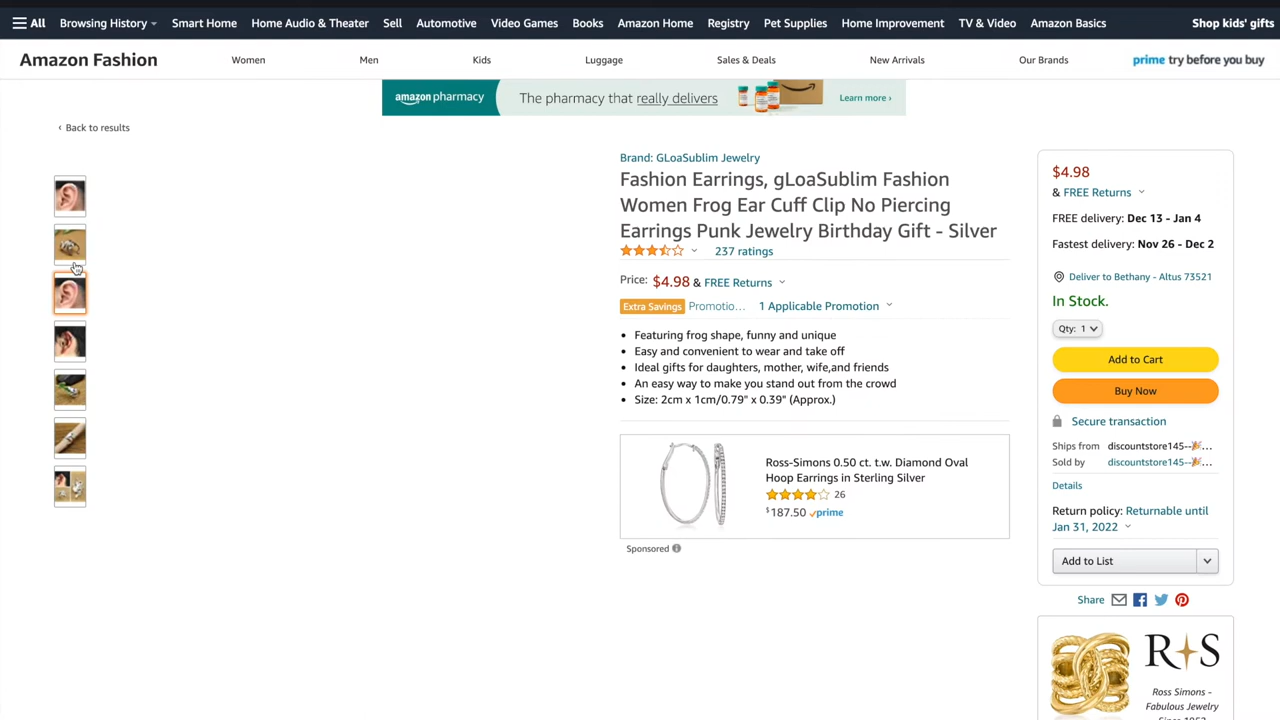 All Browsing History Smart Home Home Audio & Theater Sell Automotive Video Games Books Amazon Home Registry Pet Supplies Home Improvement TV & Video Amazon Basics Shop kids' gifts
Amazon Fashion Women Men Kids Luggage Sales & Deals New Arrivals Our Brands prime try before you buy
amazon pharmacy The pharmacy that really delivers Learn more ›
‹ Back to results
Brand: GLoaSublim Jewelry
Fashion Earrings, gLoaSublim Fashion
Women Frog Ear Cuff Clip No Piercing
Earrings Punk Jewelry Birthday Gift - Silver
237 ratings
Price: $4.98 & FREE Returns
Extra Savings Promotio... 1 Applicable Promotion
• Featuring frog shape, funny and unique
• Easy and convenient to wear and take off
• Ideal gifts for daughters, mother, wife,and friends
• An easy way to make you stand out from the crowd
• Size: 2cm x 1cm/0.79" x 0.39" (Approx.)
Ross-Simons 0.50 ct. t.w. Diamond Oval
Hoop Earrings in Sterling Silver
26
$187.50 prime
Sponsored
$4.98
& FREE Returns
FREE delivery: Dec 13 - Jan 4
Fastest delivery: Nov 26 - Dec 2
Deliver to Bethany - Altus 73521
In Stock.
Qty: 1
Add to Cart
Buy Now
Secure transaction
Ships from discountstore145--🎉...
Sold by discountstore145--🎉...
Details
Return policy: Returnable until
Jan 31, 2022
Add to List
Share
R S
Ross Simons -
Fabulous Jewelry
Since 1952